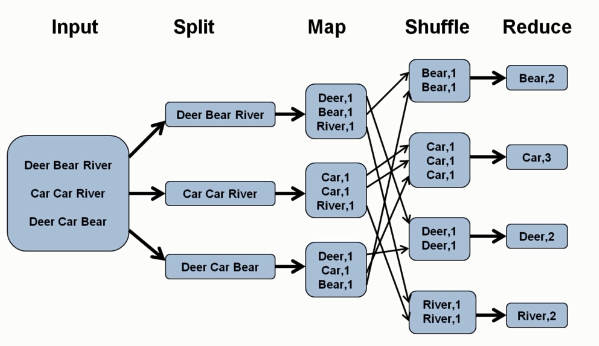 Input
Split
Map
Shuffle
Reduce
Deer Bear River
Car Car River
Deer Car Bear
Deer Bear River
Car Car River
Deer Car Bear
Deer,1
Bear,1
River,1
Car,1
Car,1
River,1
Deer,1
Car,1
Bear,1
Bear,1
Bear,1
Car,1
Car,1
Car,1
Deer,1
Deer,1
River,1
River,1
Bear,2
Car,3
Deer,2
River,2